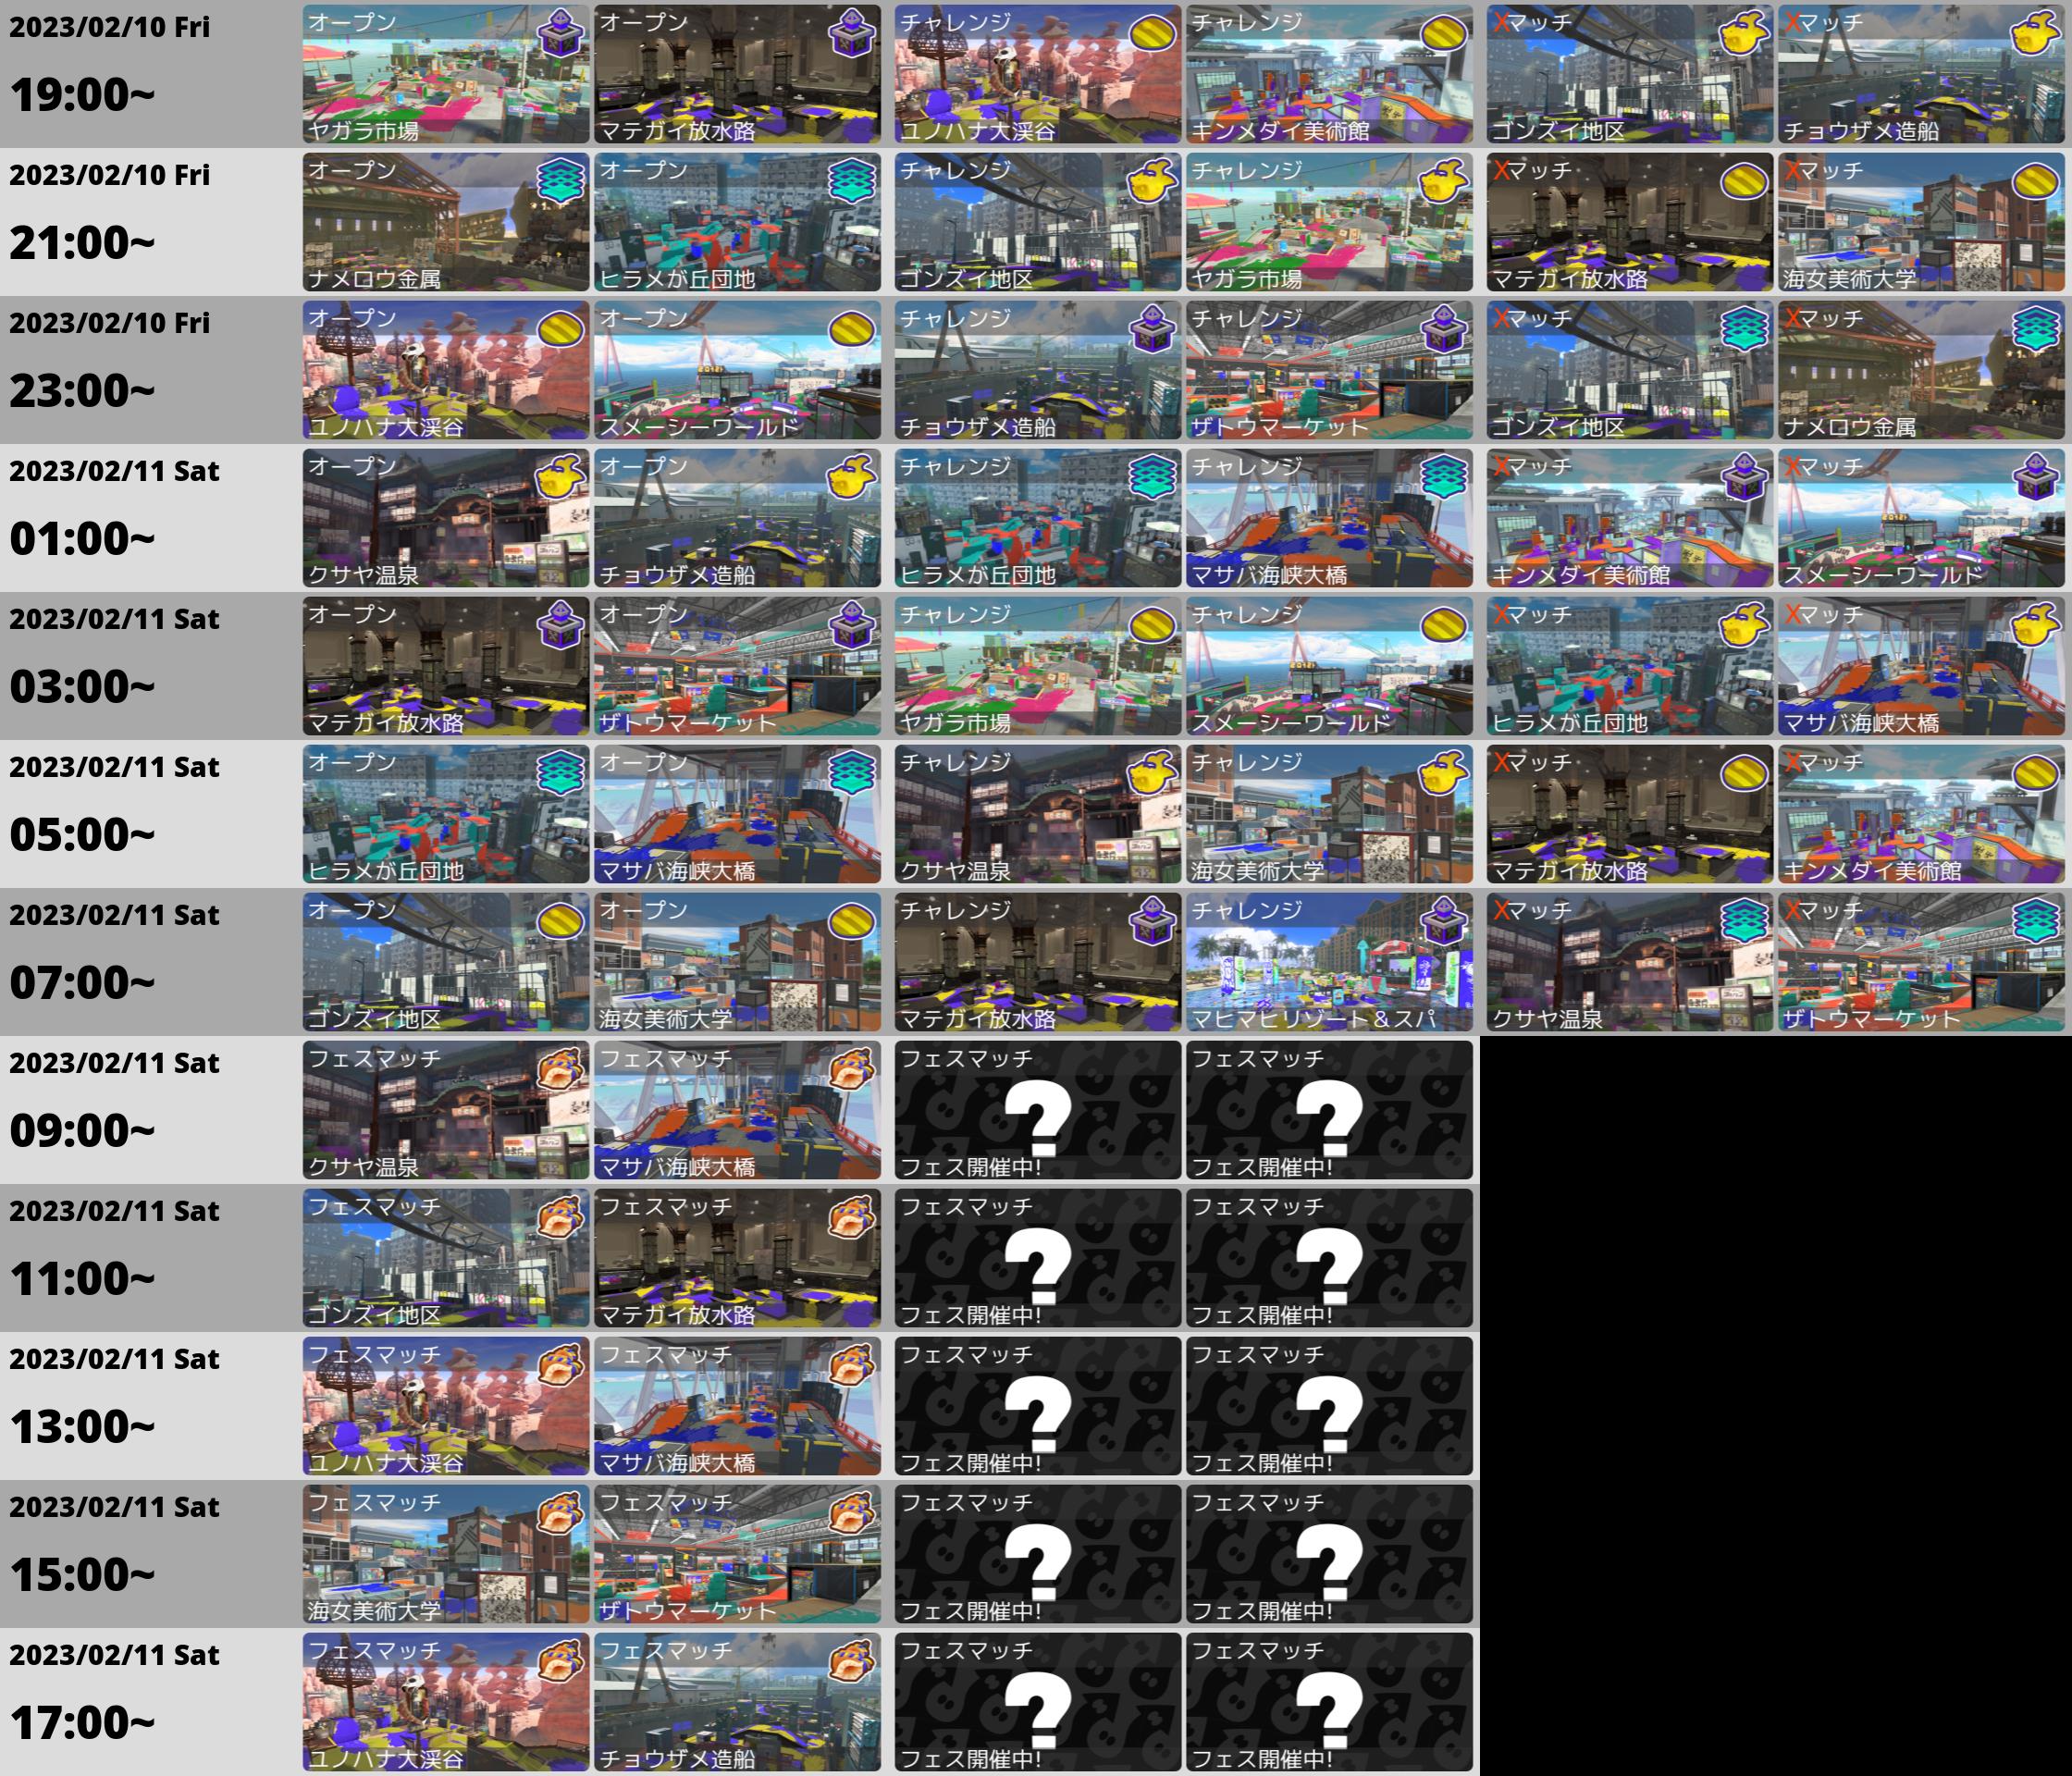 2023/02/10 Fri
19:00~
オープン
ヤガラ市場
オープン
マテガイ放水路
チャレンジ
ユノハナ大渓谷
チャレンジ
キンメダイ美術館
Xマッチ
ゴンズイ地区
Xマッチ
チョウザメ造船
2023/02/10 Fri
21:00~
オープン
ナメロウ金属
オープン
ヒラメが丘団地
チャレンジ
ゴンズイ地区
チャレンジ
ヤガラ市場
Xマッチ
マテガイ放水路
Xマッチ
海女美術大学
2023/02/10 Fri
23:00~
オープン
ユノハナ大渓谷
オープン
スメーシーワールド
チャレンジ
チョウザメ造船
チャレンジ
ザトウマーケット
Xマッチ
ゴンズイ地区
Xマッチ
ナメロウ金属
2023/02/11 Sat
01:00~
オープン
クサヤ温泉
オープン
チョウザメ造船
チャレンジ
ヒラメが丘団地
チャレンジ
マサバ海峡大橋
Xマッチ
キンメダイ美術館
Xマッチ
スメーシーワールド
2023/02/11 Sat
03:00~
オープン
マテガイ放水路
オープン
ザトウマーケット
チャレンジ
ヤガラ市場
チャレンジ
スメーシーワールド
Xマッチ
ヒラメが丘団地
Xマッチ
マサバ海峡大橋
2023/02/11 Sat
05:00~
オープン
ヒラメが丘団地
オープン
マサバ海峡大橋
チャレンジ
クサヤ温泉
チャレンジ
海女美術大学
Xマッチ
マテガイ放水路
Xマッチ
キンメダイ美術館
2023/02/11 Sat
07:00~
オープン
ゴンズイ地区
オープン
海女美術大学
チャレンジ
マテガイ放水路
チャレンジ
マヒマヒリゾート&スパ
Xマッチ
クサヤ温泉
Xマッチ
ザトウマーケット
2023/02/11 Sat
09:00~
フェスマッチ
クサヤ温泉
フェスマッチ
マサバ海峡大橋
フェスマッチ
?
フェス開催中!
フェスマッチ
?
フェス開催中!
2023/02/11 Sat
11:00~
フェスマッチ
ゴンズイ地区
フェスマッチ
マテガイ放水路
フェスマッチ
?
フェス開催中!
フェスマッチ
?
フェス開催中!
2023/02/11 Sat
13:00~
フェスマッチ
ユノハナ大渓谷
フェスマッチ
マサバ海峡大橋
フェスマッチ
?
フェス開催中!
フェスマッチ
?
フェス開催中!
2023/02/11 Sat
15:00~
フェスマッチ
海女美術大学
フェスマッチ
ザトウマーケット
フェスマッチ
?
フェス開催中!
フェスマッチ
?
フェス開催中!
2023/02/11 Sat
17:00~
フェスマッチ
ユノハナ大渓谷
フェスマッチ
チョウザメ造船
フェスマッチ
?
フェス開催中!
フェスマッチ
?
フェス開催中!